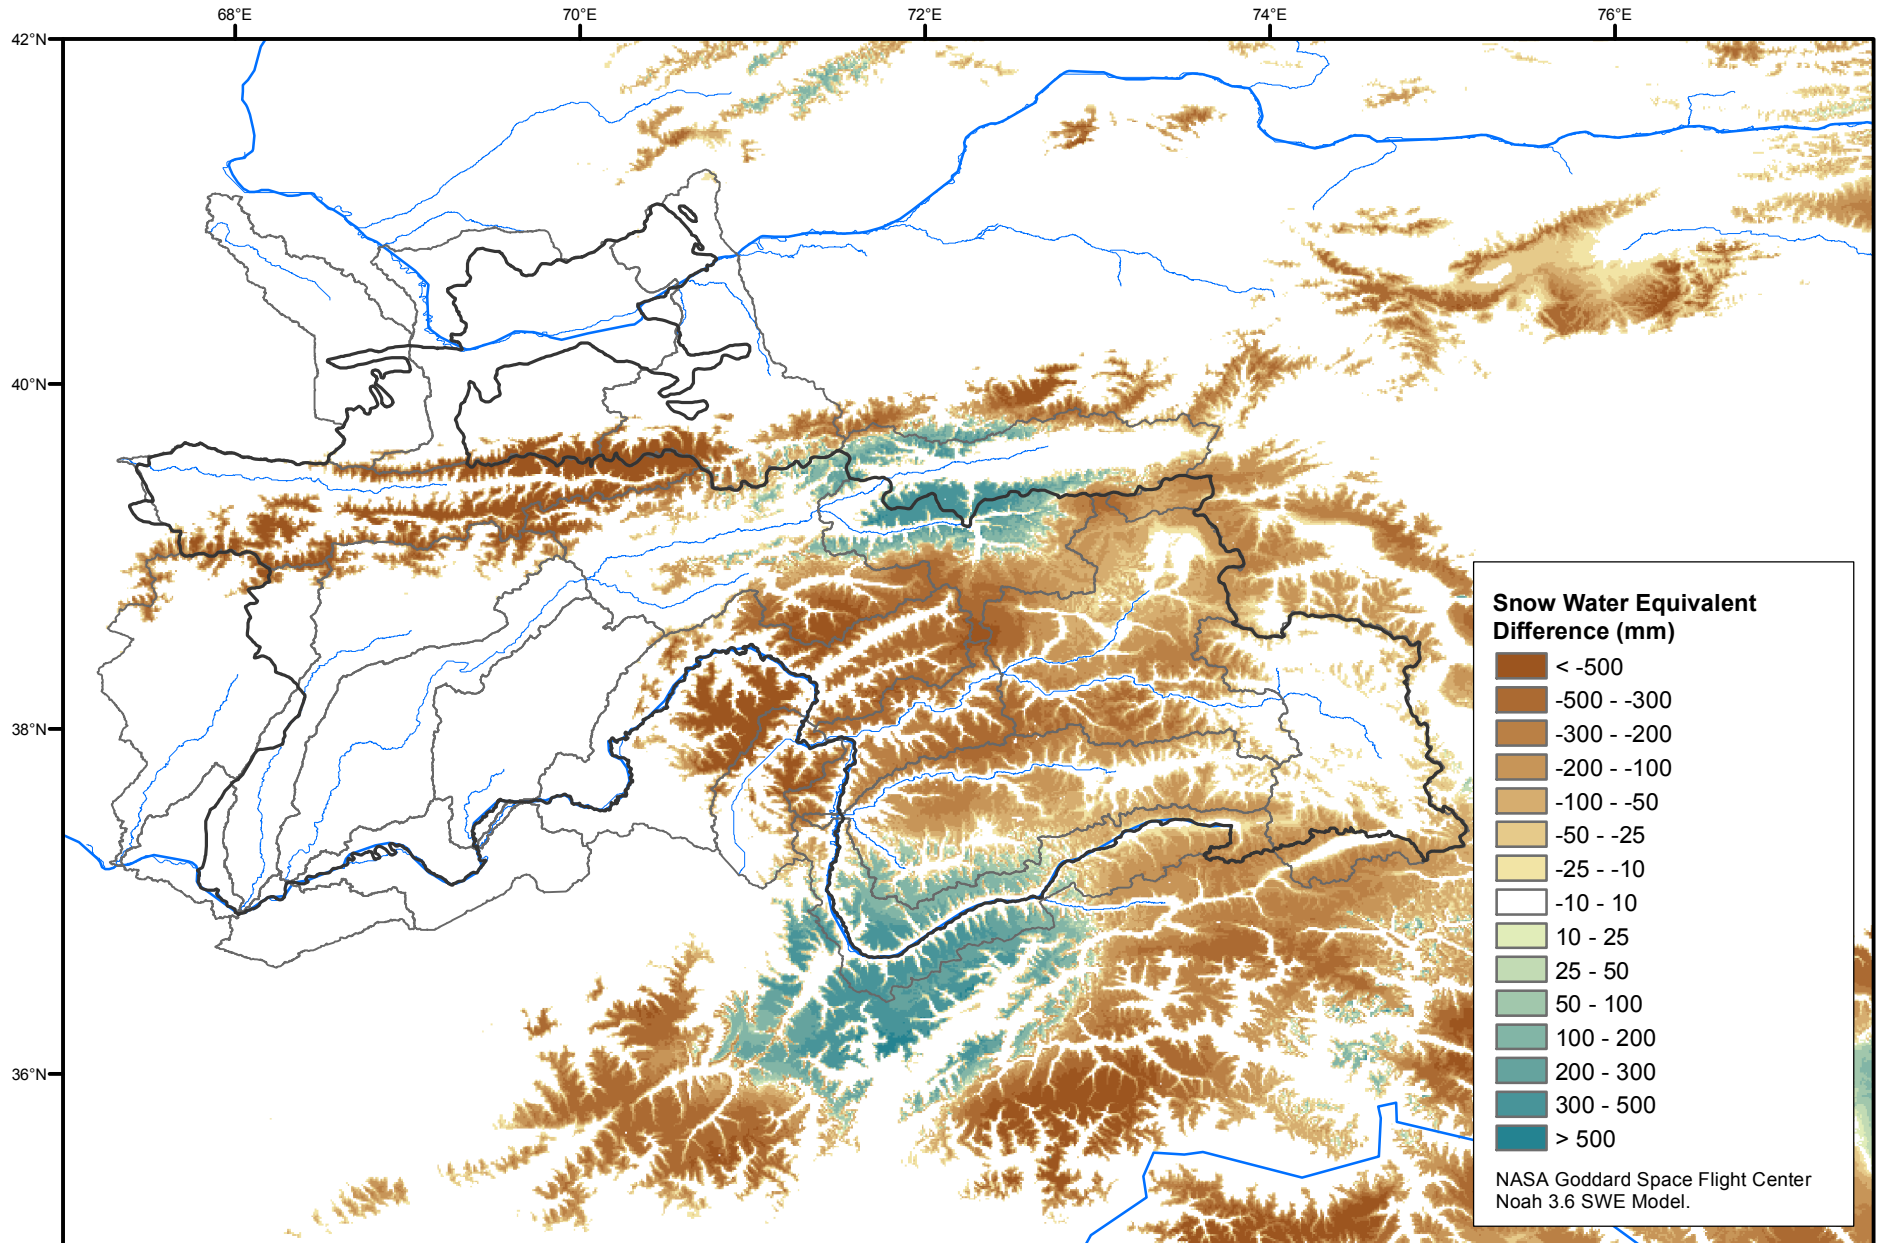 68°E
70°E
72°E
74°E
76°E
42°N
40°N
38°N
36°N
Snow Water Equivalent
Difference (mm)
< -500
-500 - -300
-300 - -200
-200 - -100
-100 - -50
-50 - -25
-25 - -10
-10 - 10
10 - 25
25 - 50
50 - 100
100 - 200
200 - 300
300 - 500
> 500
NASA Goddard Space Flight Center
Noah 3.6 SWE Model.